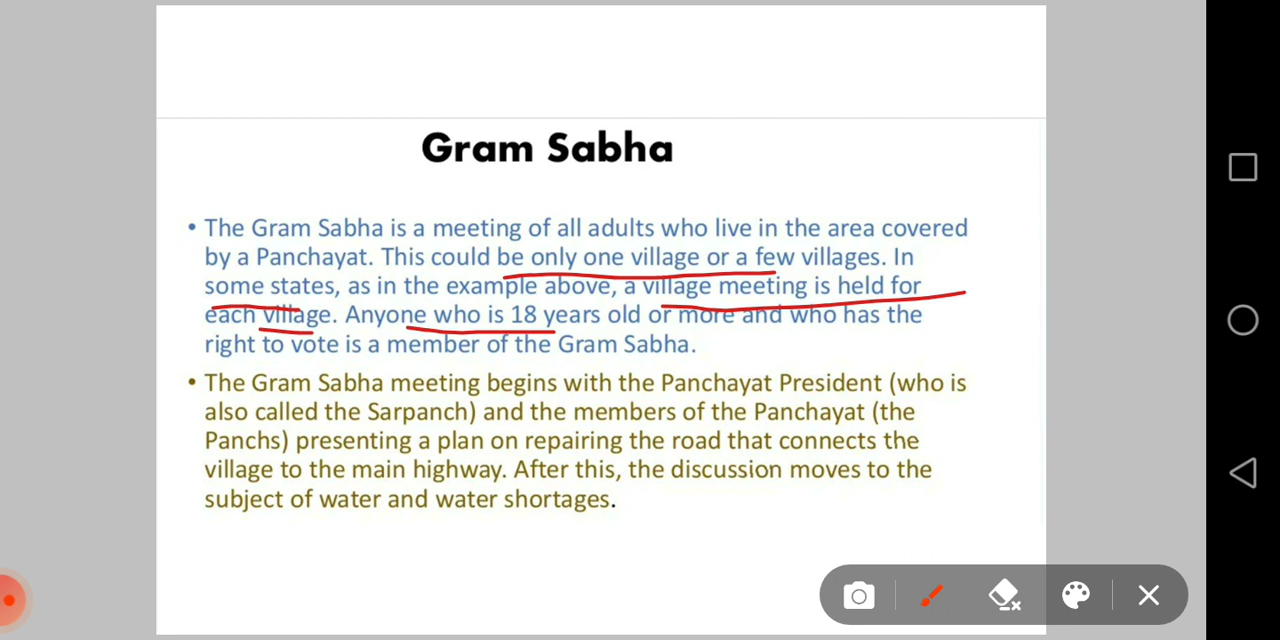 Gram Sabha
• The Gram Sabha is a meeting of all adults who live in the area covered
by a Panchayat. This could be only one village or a few villages. In
some states, as in the example above, a village meeting is held for
each village. Anyone who is 18 years old or more and who has the
right to vote is a member of the Gram Sabha.
• The Gram Sabha meeting begins with the Panchayat President (who is
also called the Sarpanch) and the members of the Panchayat (the
Panchs) presenting a plan on repairing the road that connects the
village to the main highway. After this, the discussion moves to the
subject of water and water shortages.